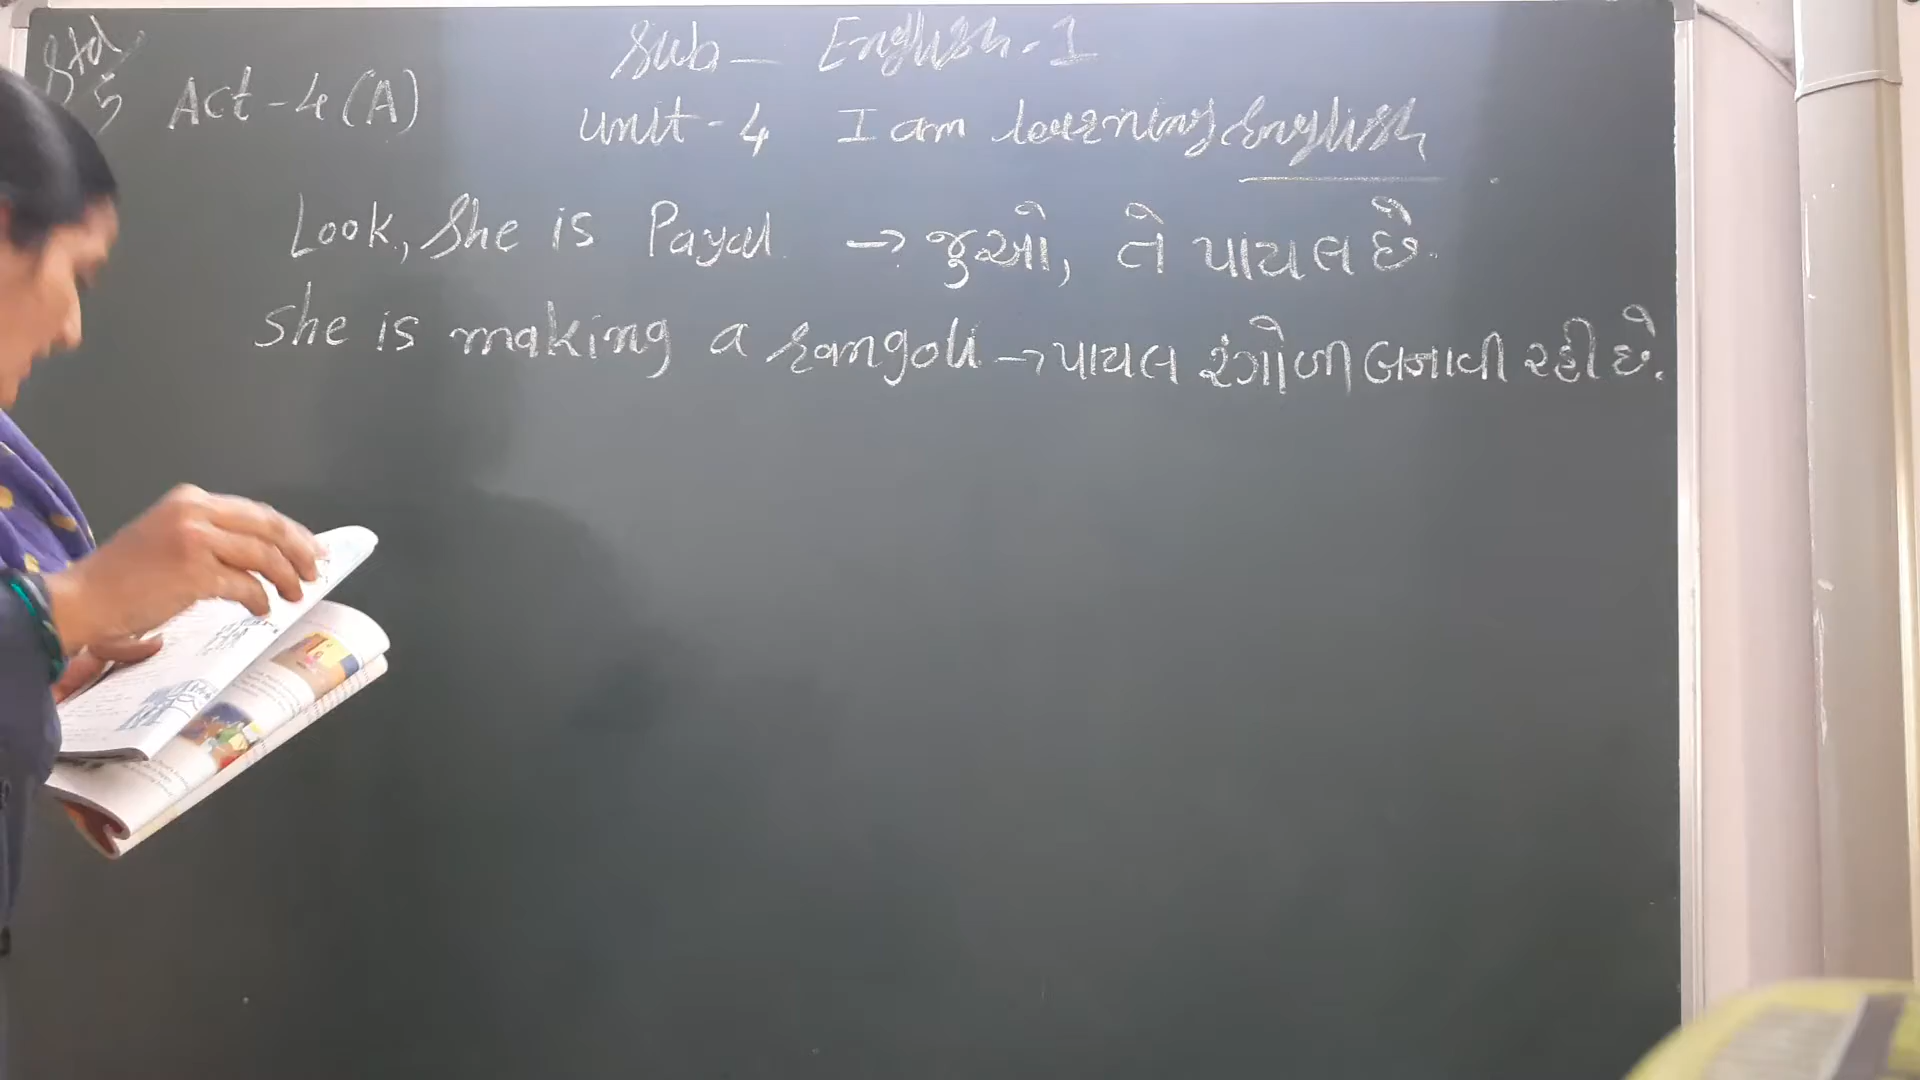 Std 5
Sub - English-1
Act-4(A)
Unit-4 I am learning English
Look, She is Payal. → જુઓ, તે પાયલ છે.
She is making a rangoli → પાયલ રંગોળી બનાવી રહી છે.